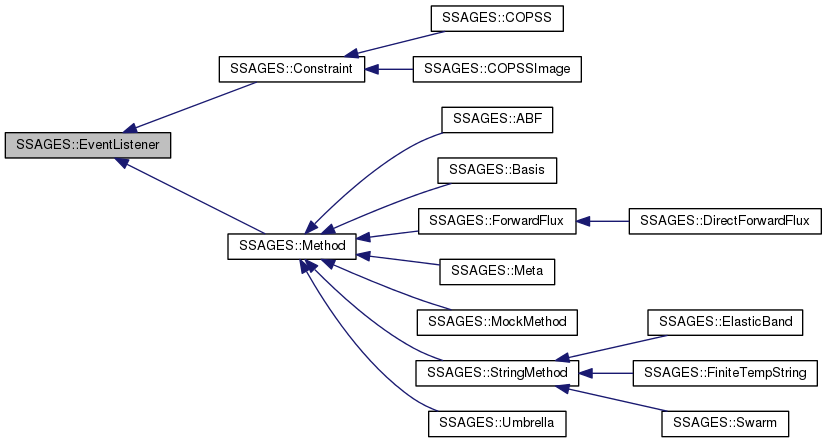 SSAGES::COPSS
SSAGES::Constraint
SSAGES::COPSSImage
SSAGES::ABF
SSAGES::EventListener
SSAGES::Basis
SSAGES::ForwardFlux
SSAGES::DirectForwardFlux
SSAGES::Method
SSAGES::Meta
SSAGES::MockMethod
SSAGES::ElasticBand
SSAGES::StringMethod
SSAGES::FiniteTempString
SSAGES::Umbrella
SSAGES::Swarm